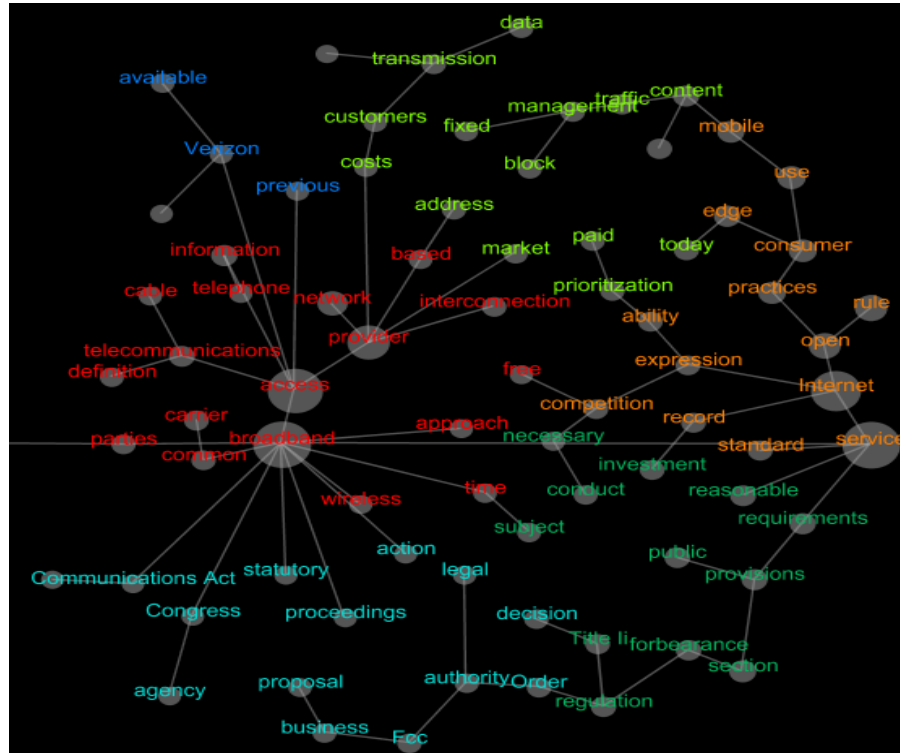 data
transmission
available
content
traffic
management
customers
fixed
mobile
Verizon
costs
block
use
previous
address
edge
paid
information
based
market
today
consumer
cable
telephone
prioritization
practices
network
interconnection
rule
ability
provider
open
telecommunications
expression
definition
free
access
Internet
competition
carrier
approach
record
parties
broadband
necessary
service
common
standard
investment
wireless
time
conduct
reasonable
subject
requirements
action
public
Communications Act
statutory
legal
provisions
Congress
proceedings
decision
Title Ii
forbearance
section
agency
proposal
authority
Order
regulation
business
Fcc